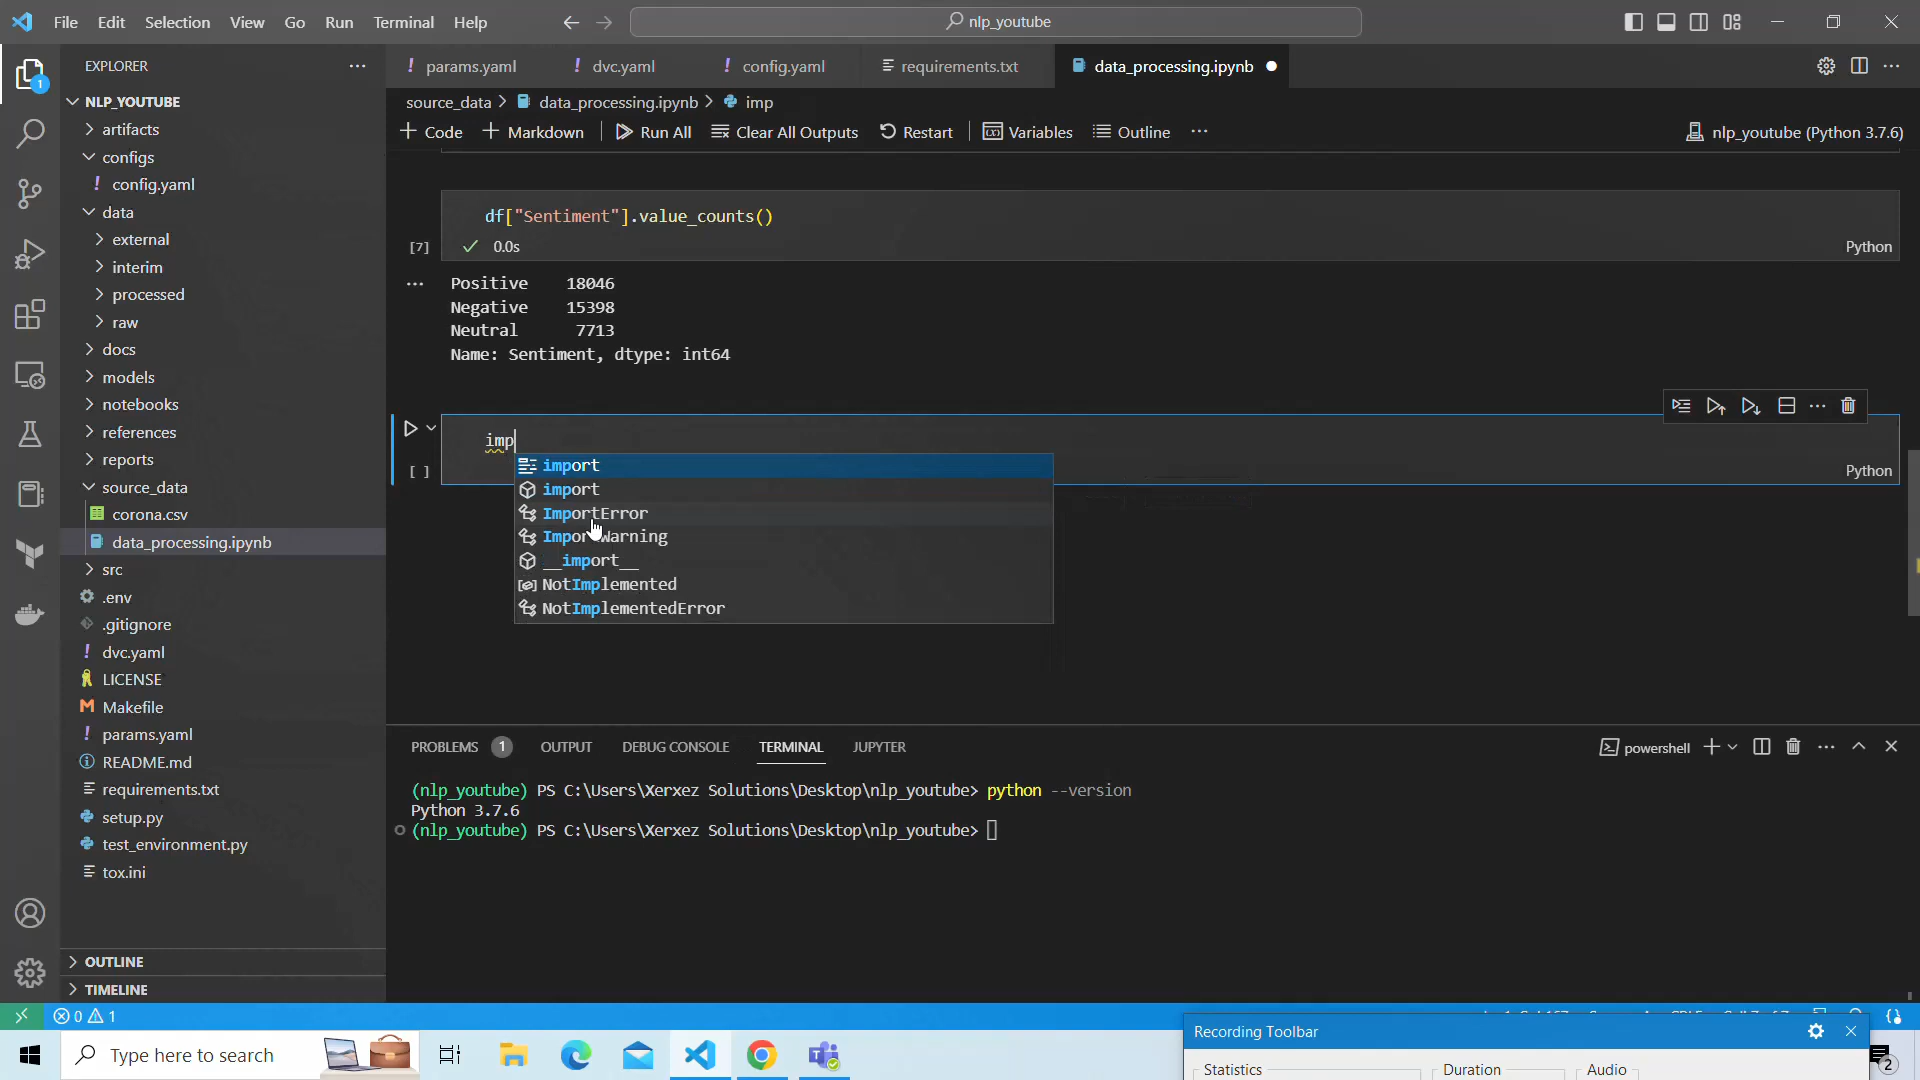 File Edit Selection View Go Run Terminal Help
nlp_youtube
EXPLORER
NLP_YOUTUBE
artifacts
configs
! config.yaml
data
external
interim
processed
raw
docs
models
notebooks
references
reports
source_data
corona.csv
data_processing.ipynb
src
.env
.gitignore
! dvc.yaml
LICENSE
Makefile
! params.yaml
README.md
requirements.txt
setup.py
test_environment.py
tox.ini
OUTLINE
TIMELINE
! params.yaml ! dvc.yaml ! config.yaml requirements.txt data_processing.ipynb
source_data > data_processing.ipynb > imp
+ Code + Markdown Run All Clear All Outputs Restart Variables Outline ... nlp_youtube (Python 3.7.6)
df["Sentiment"].value_counts()
[7] 0.0s Python
Positive 18046
Negative 15398
Neutral 7713
Name: Sentiment, dtype: int64
imp
[ ] Python
import
import
ImportError
ImportWarning
__import__
NotImplemented
NotImplementedError
PROBLEMS 1 OUTPUT DEBUG CONSOLE TERMINAL JUPYTER powershell
(nlp_youtube) PS C:\Users\Xerxez Solutions\Desktop\nlp_youtube> python --version
Python 3.7.6
(nlp_youtube) PS C:\Users\Xerxez Solutions\Desktop\nlp_youtube>
0 1
Recording Toolbar
Statistics Duration Audio
Type here to search
2
1